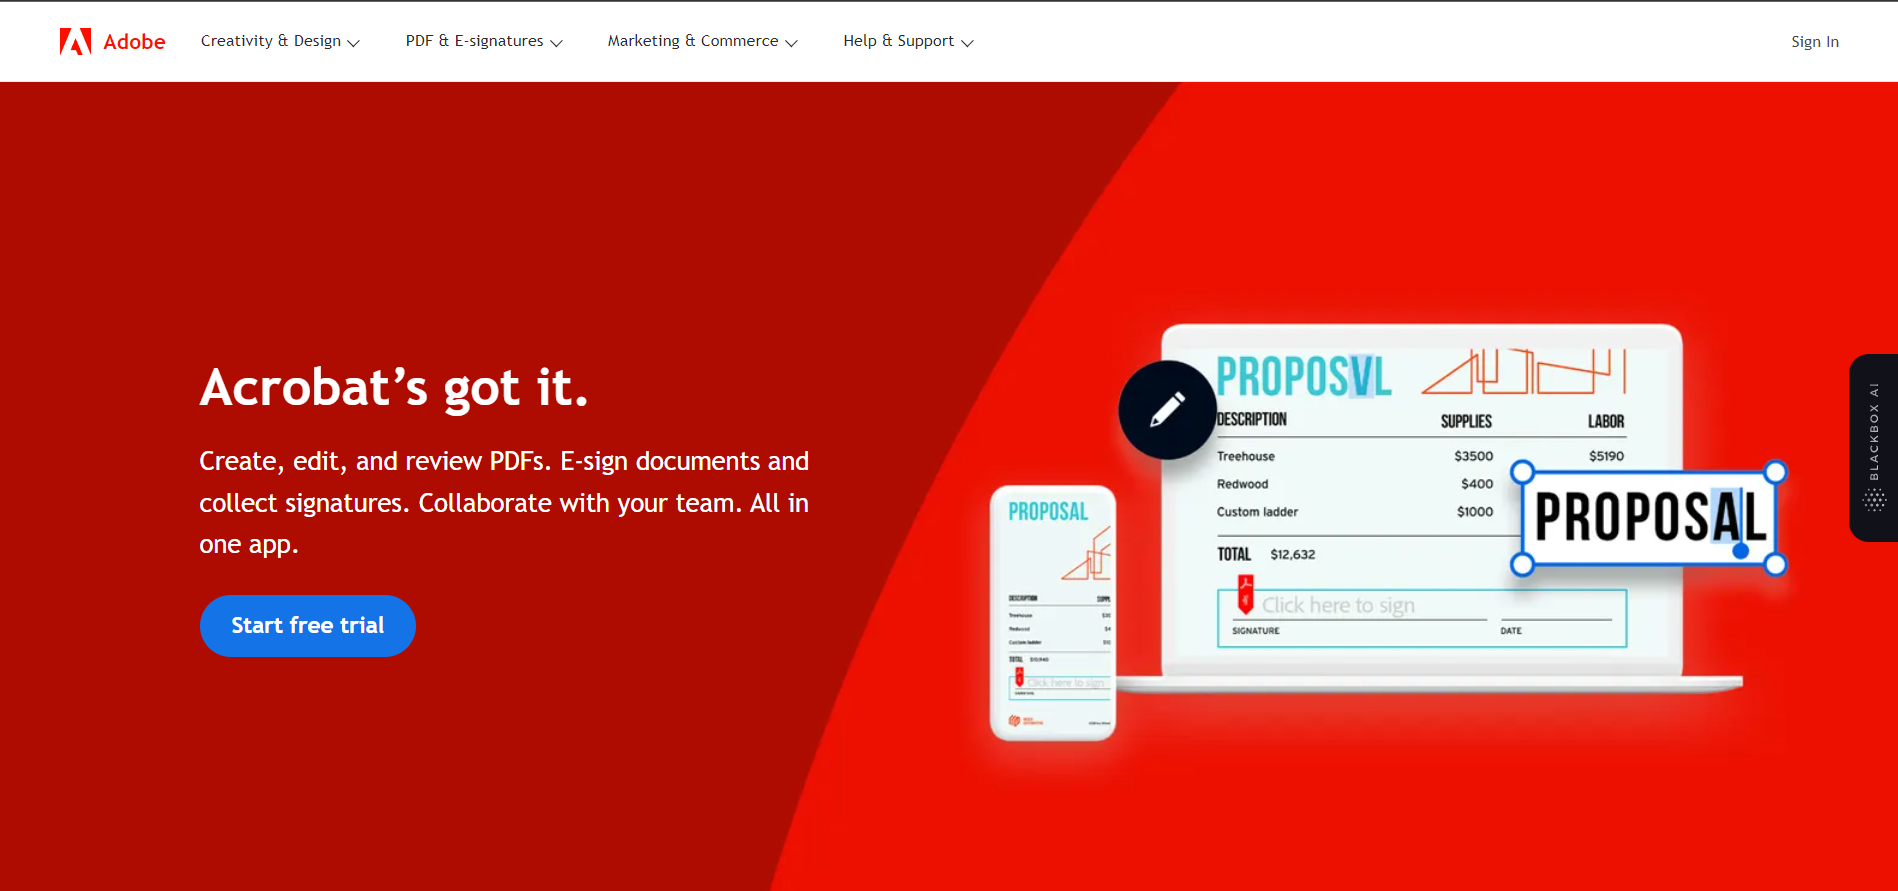 Adobe
Creativity & Design
PDF & E-signatures
Marketing & Commerce
Help & Support
Sign In
Acrobat’s got it.
Create, edit, and review PDFs. E-sign documents and
collect signatures. Collaborate with your team. All in
one app.
Start free trial
PROPOSVL
DESCRIPTION SUPPLIES LABOR
Treehouse $3500 $5190
Redwood $400
Custom ladder $1000
TOTAL $12,632
Click here to sign
SIGNATURE DATE
PROPOSAL
PROPOSAL
DESCRIPTION SUPPL
Treehouse
Redwood
Custom ladder
TOTAL
Click here to sign
BLACKBOX AI